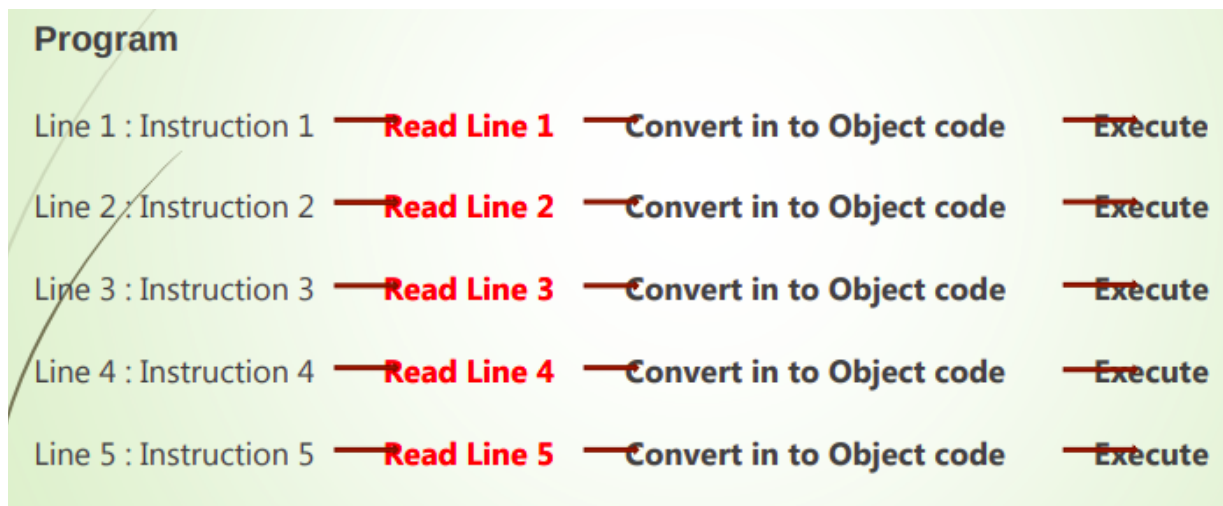 Program
Line 1 : Instruction 1 Read Line 1 Convert in to Object code Execute
Line 2 : Instruction 2 Read Line 2 Convert in to Object code Execute
Line 3 : Instruction 3 Read Line 3 Convert in to Object code Execute
Line 4 : Instruction 4 Read Line 4 Convert in to Object code Execute
Line 5 : Instruction 5 Read Line 5 Convert in to Object code Execute